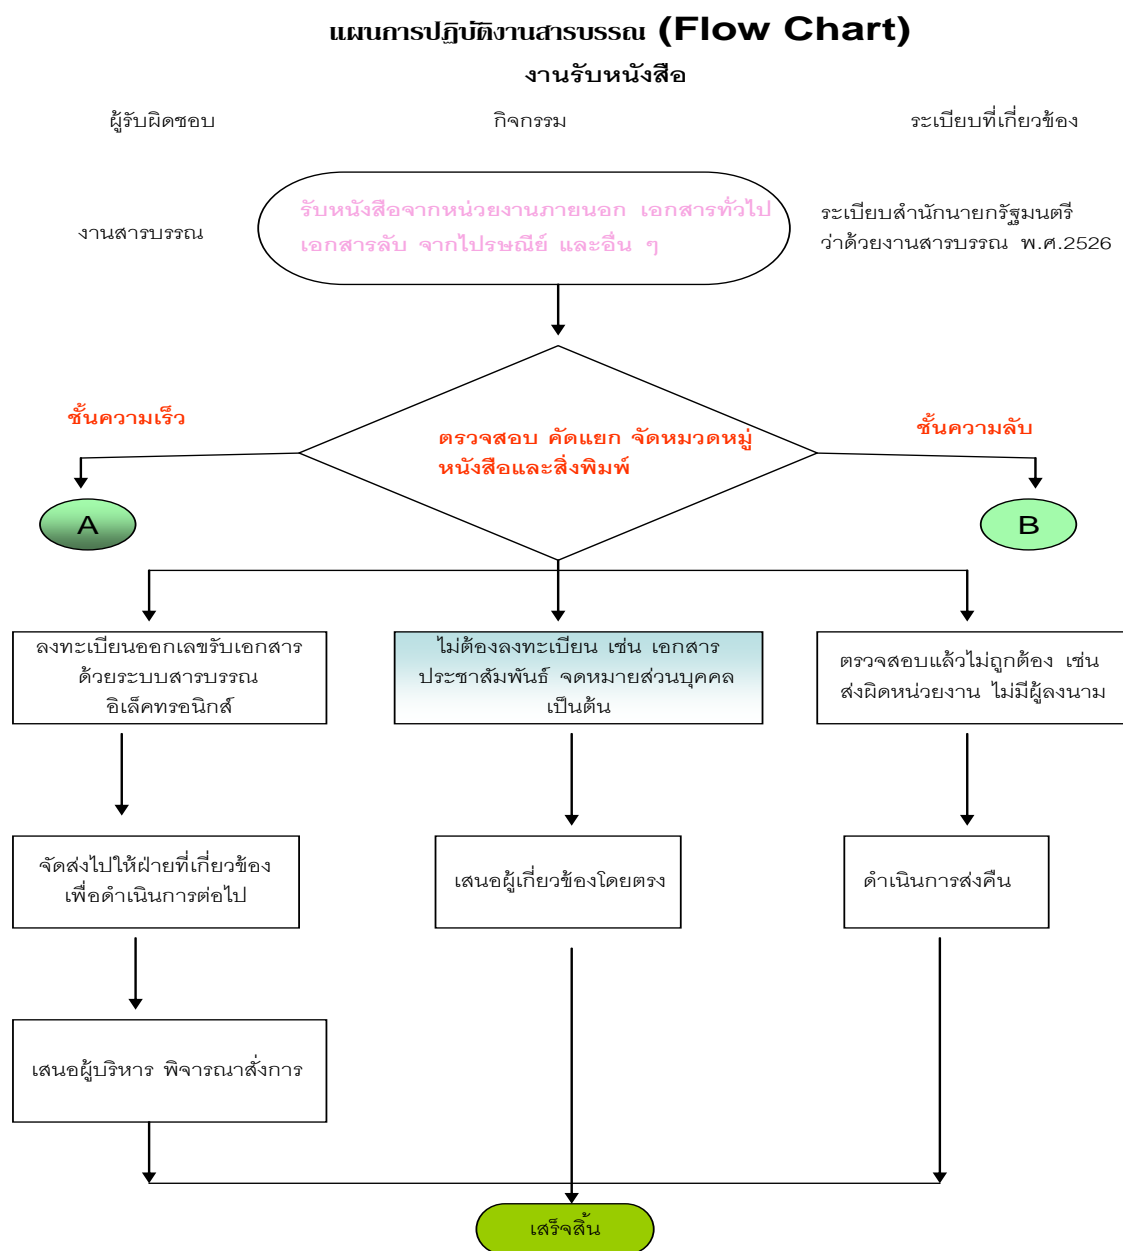 แผนการปฏิบัติงานสารบรรณ (Flow Chart)
งานรับหนังสือ
ผู้รับผิดชอบ
กิจกรรม
ระเบียบที่เกี่ยวข้อง
งานสารบรรณ
รับหนังสือจากหน่วยงานภายนอก เอกสารทั่วไป
เอกสารลับ จากไปรษณีย์ และอื่น ๆ
ระเบียบสำนักนายกรัฐมนตรี
ว่าด้วยงานสารบรรณ พ.ศ.2526
ชั้นความเร็ว
ตรวจสอบ คัดแยก จัดหมวดหมู่
หนังสือและสิ่งพิมพ์
ชั้นความลับ
A
B
ลงทะเบียนออกเลขรับเอกสาร
ด้วยระบบสารบรรณ
อิเล็คทรอนิกส์
ไม่ต้องลงทะเบียน เช่น เอกสาร
ประชาสัมพันธ์ จดหมายส่วนบุคคล
เป็นต้น
ตรวจสอบแล้วไม่ถูกต้อง เช่น
ส่งผิดหน่วยงาน ไม่มีผู้ลงนาม
จัดส่งไปให้ฝ่ายที่เกี่ยวข้อง
เพื่อดำเนินการต่อไป
เสนอผู้เกี่ยวข้องโดยตรง
ดำเนินการส่งคืน
เสนอผู้บริหาร พิจารณาสั่งการ
เสร็จสิ้น